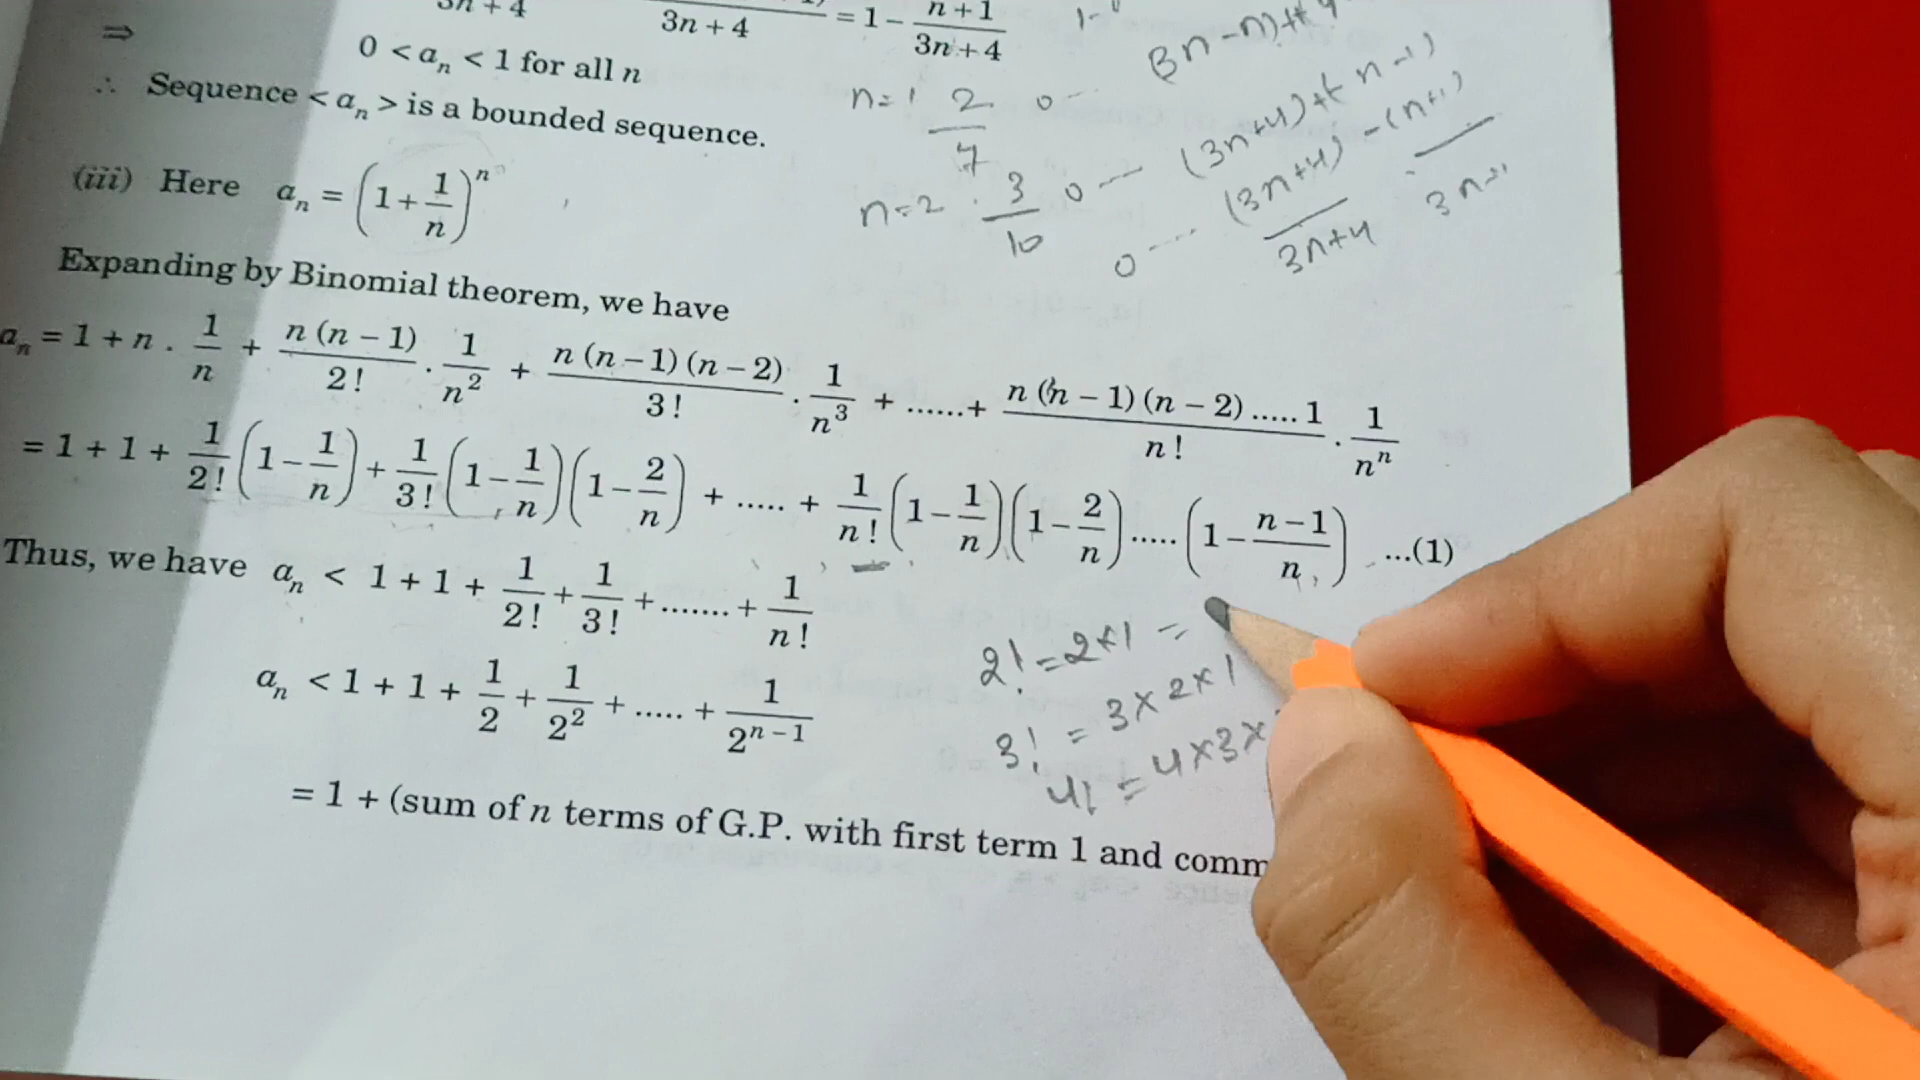 3n + 4
3n + 4 = 1 - (n + 1)/(3n + 4)
⇒ 0 < aₙ < 1 for all n
∴ Sequence < aₙ > is a bounded sequence.
(iii) Here aₙ = (1 + 1/n)ⁿ
Expanding by Binomial theorem, we have
aₙ = 1 + n . 1/n + n (n – 1)/2 ! . 1/n² + n (n – 1) (n – 2)/3 ! . 1/n³ + ......+ n (n – 1) (n – 2) ..... 1/n ! . 1/nⁿ
= 1 + 1 + 1/2 ! (1 – 1/n) + 1/3 ! (1 – 1/n) (1 – 2/n) + ..... + 1/n ! (1 – 1/n) (1 – 2/n) ..... (1 – (n – 1)/n) ...(1)
Thus, we have aₙ < 1 + 1 + 1/2 ! + 1/3 ! + ....... + 1/n !
aₙ < 1 + 1 + 1/2 + 1/2² + ..... + 1/2ⁿ⁻¹
= 1 + (sum of n terms of G.P. with first term 1 and comm
n=1 2/7 0
n=2 3/10 0
(3n+4) - (n+1)
3n+4
2! = 2×1 =
3! = 3×2×1
4! = 4×3×